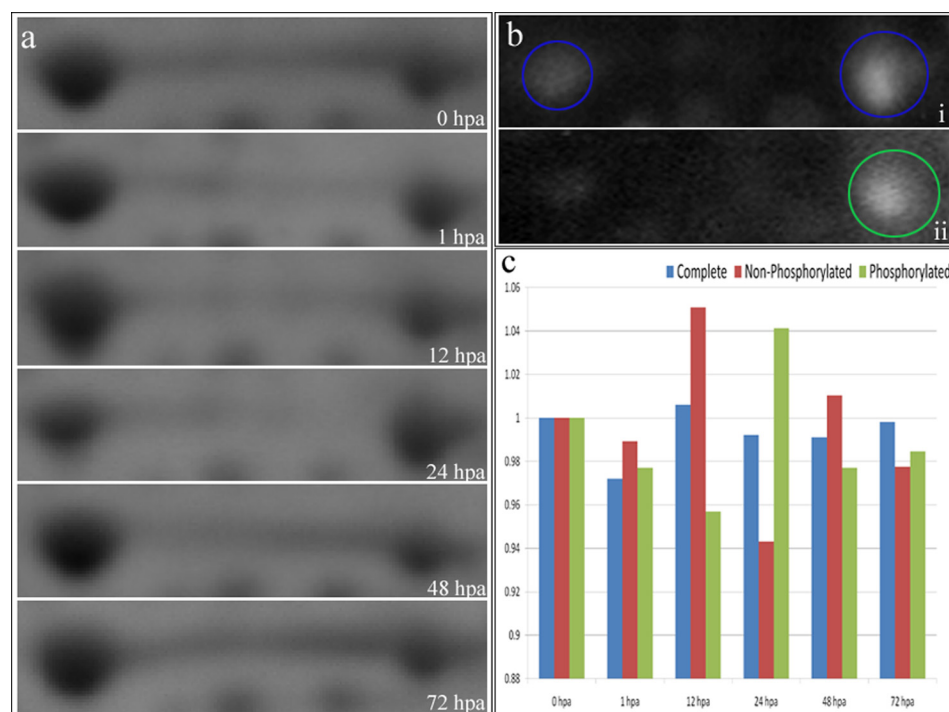 a
0 hpa
1 hpa
12 hpa
24 hpa
48 hpa
72 hpa
b
i
ii
c
Complete Non-Phosphorylated Phosphorylated
1.06
1.04
1.02
1
0.98
0.96
0.94
0.92
0.9
0.88
0 hpa 1 hpa 12 hpa 24 hpa 48 hpa 72 hpa